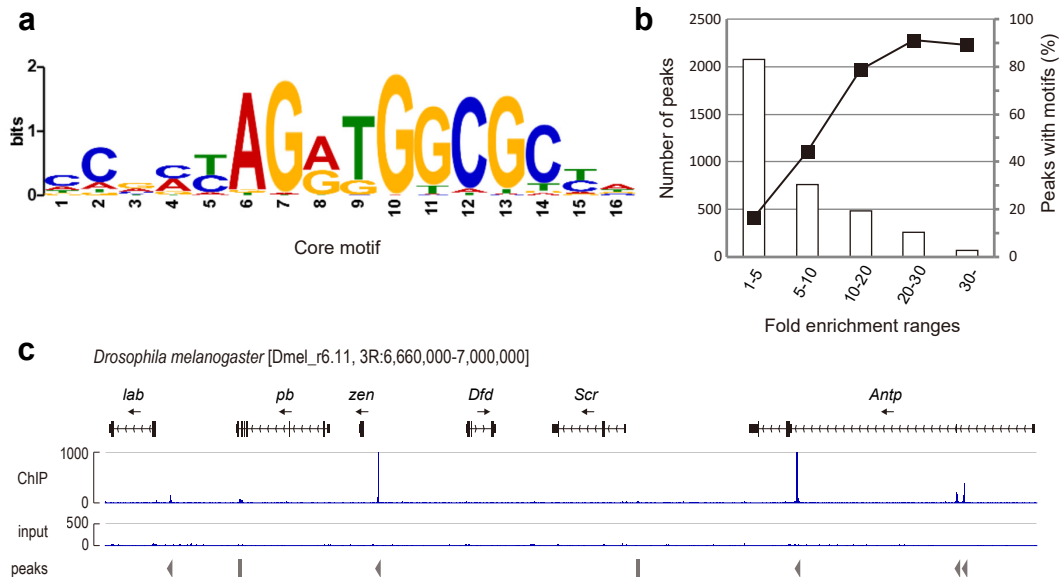 a
b
2
1
0
bits
1 2 3 4 5 6 7 8 9 10 11 12 13 14 15 16
CCACTAGATGGCGCTA
Core motif
2500
2000
1500
1000
500
0
Number of peaks
100
80
60
40
20
0
Peaks with motifs (%)
1-5 5-10 10-20 20-30 30-
Fold enrichment ranges
c
Drosophila melanogaster [Dmel_r6.11, 3R:6,660,000-7,000,000]
lab pb zen Dfd Scr Antp
ChIP
1000
0
input
500
0
peaks